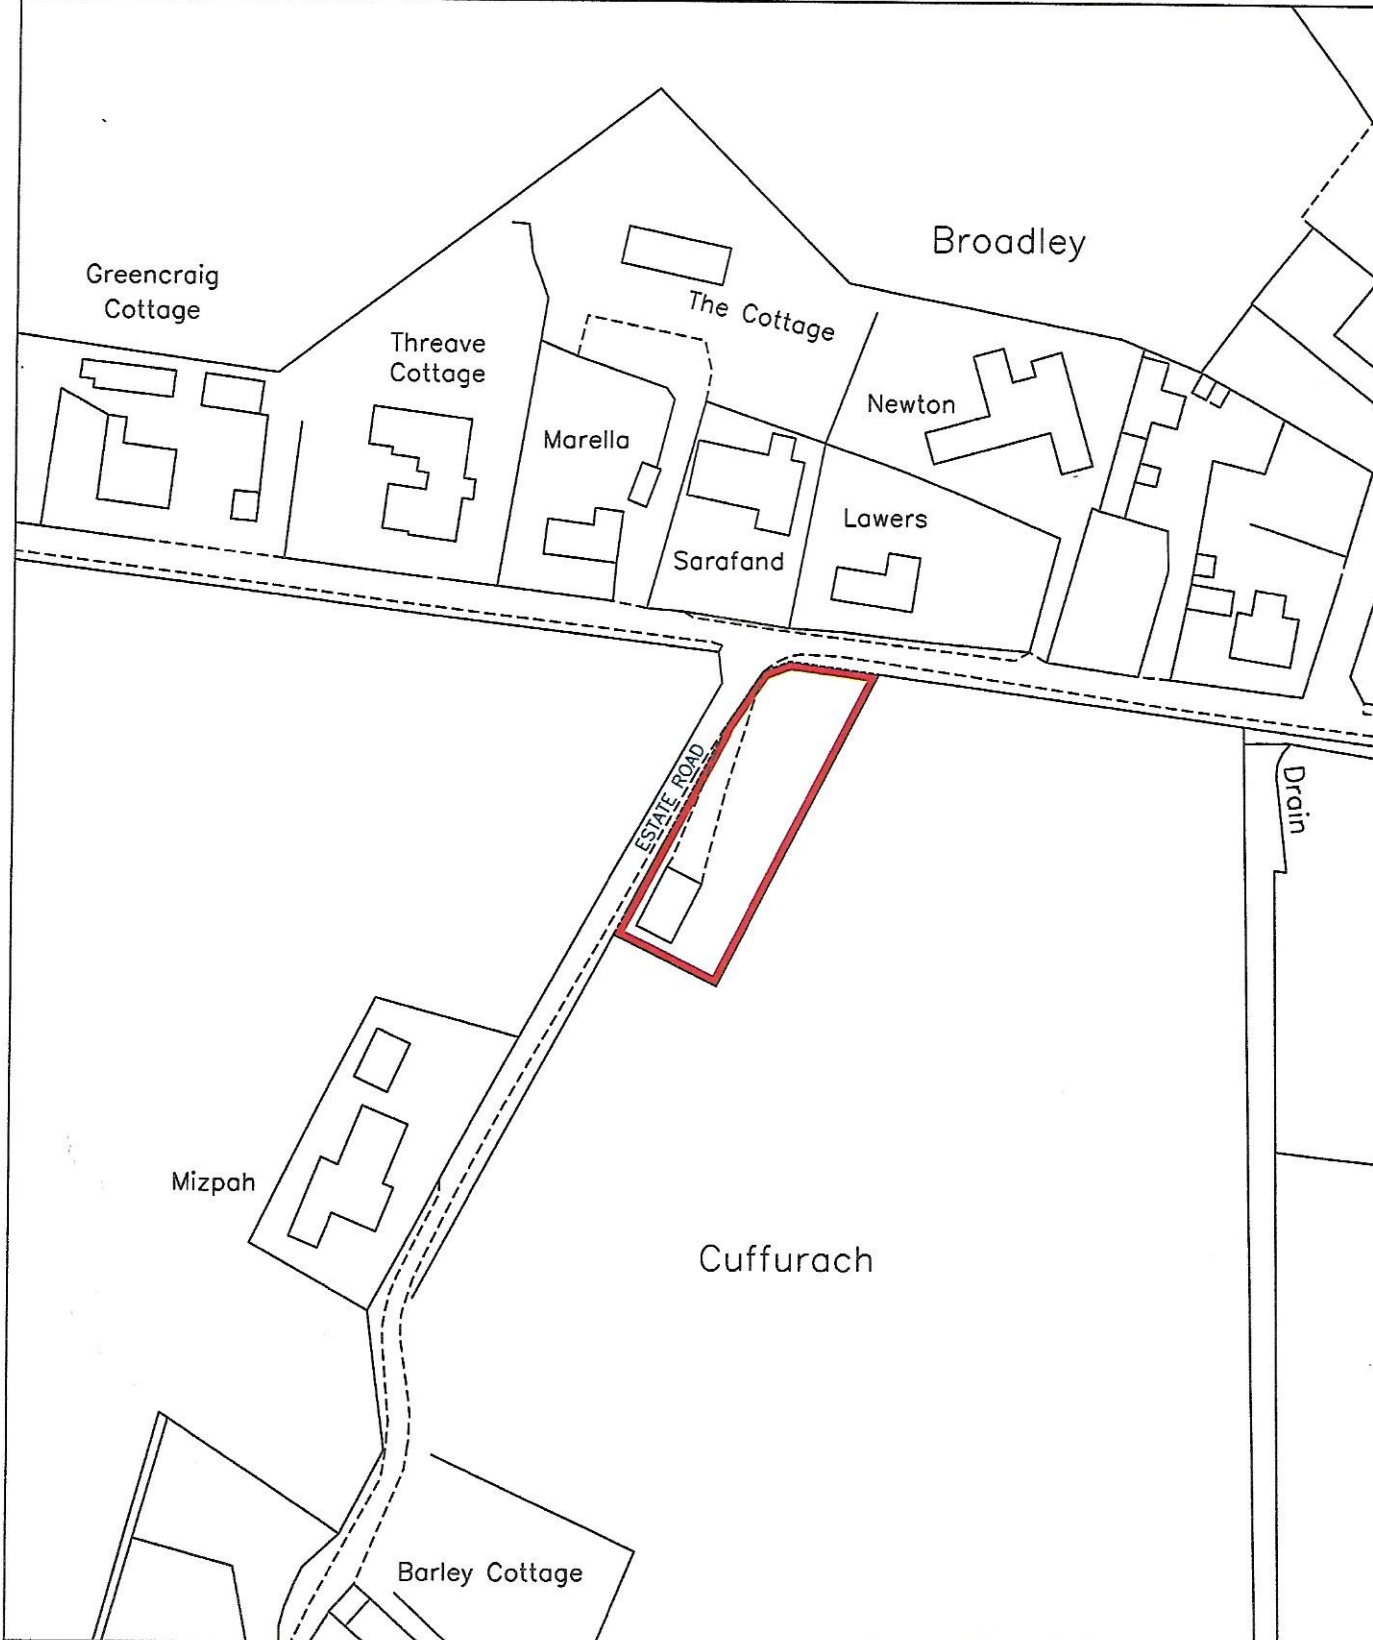 Broadley
Greencraig
Cottage
The Cottage
Threave
Cottage
Newton
Marella
Lawers
Sarafand
ESTATE ROAD
Drain
Mizpah
Cuffurach
Barley Cottage